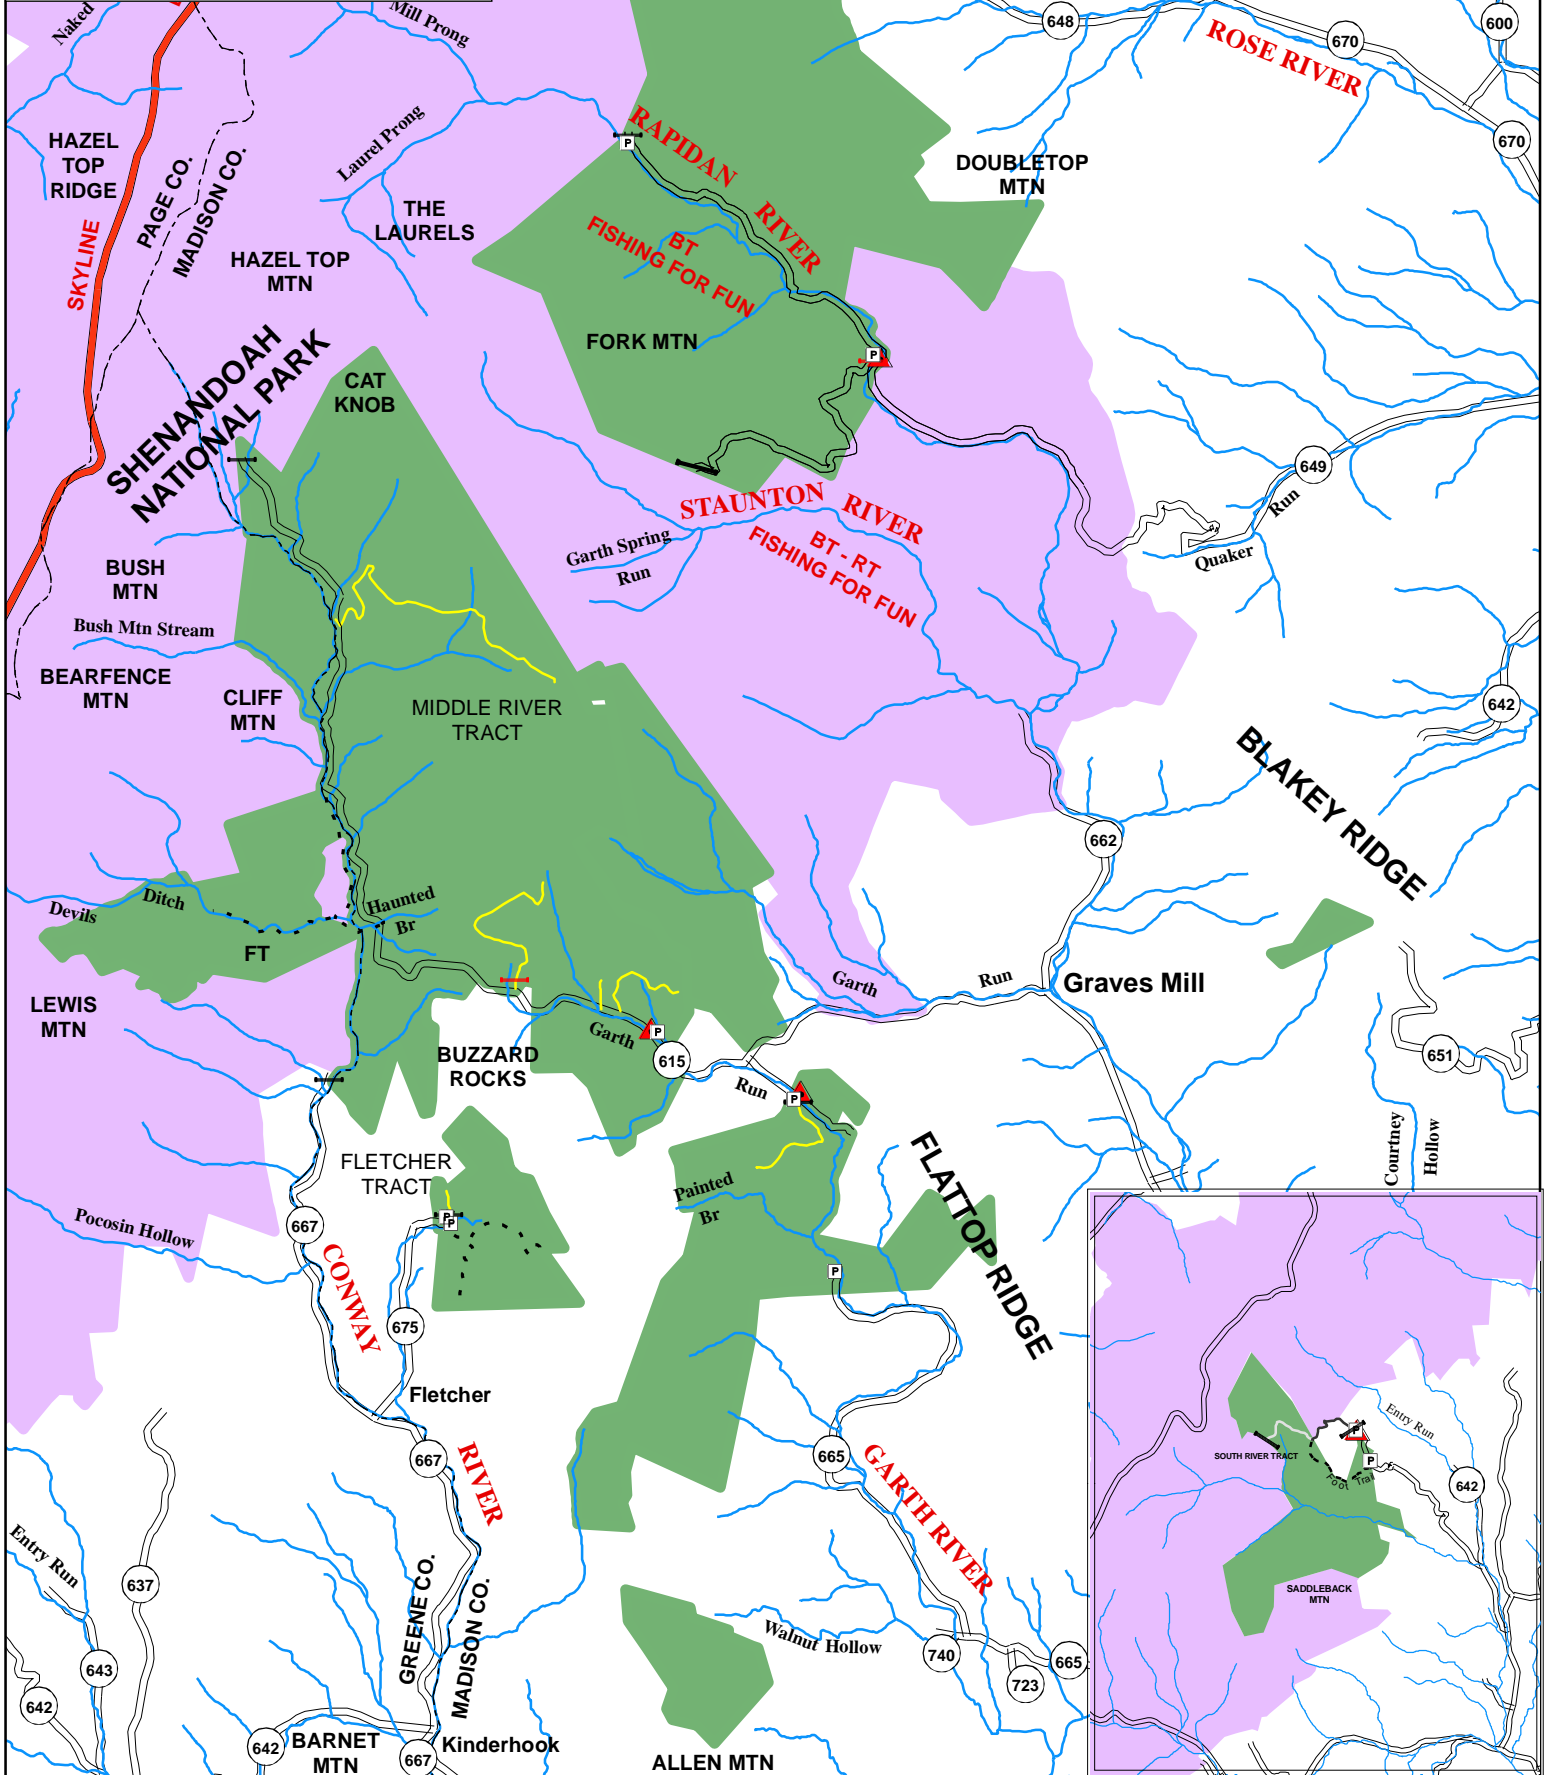 Naked
Mill Prong
648
ROSE RIVER
670
600
670
HAZEL
TOP
RIDGE
PAGE CO.
MADISON CO.
SKYLINE
Laurel Prong
THE
LAURELS
HAZEL TOP
MTN
P
RAPIDAN
RIVER
BT
FISHING FOR FUN
FORK MTN
P
DOUBLETOP
MTN
SHENANDOAH
NATIONAL PARK
CAT
KNOB
649
Quaker
Run
STAUNTON RIVER
Garth Spring
Run
BT - RT
FISHING FOR FUN
BUSH
MTN
Bush Mtn Stream
BEARFENCE
MTN
CLIFF
MTN
MIDDLE RIVER
TRACT
642
BLAKEY RIDGE
662
Devils
Ditch
Haunted
Br
FT
LEWIS
MTN
Garth
Run
Graves Mill
BUZZARD
ROCKS
Garth
P
615
Run
P
651
Courtney
Hollow
FLETCHER
TRACT
P
P
Painted
Br
FLATTOP RIDGE
P
667
Pocosin Hollow
CONWAY
675
Fletcher
667
RIVER
665
GARTH RIVER
Entry Run
637
643
642
GREENE CO.
MADISON CO.
Walnut Hollow
740
723
665
642
BARNET
MTN
667
Kinderhook
ALLEN MTN
Entry Run
P
P
SOUTH RIVER TRACT
Foot Trail
642
SADDLEBACK
MTN